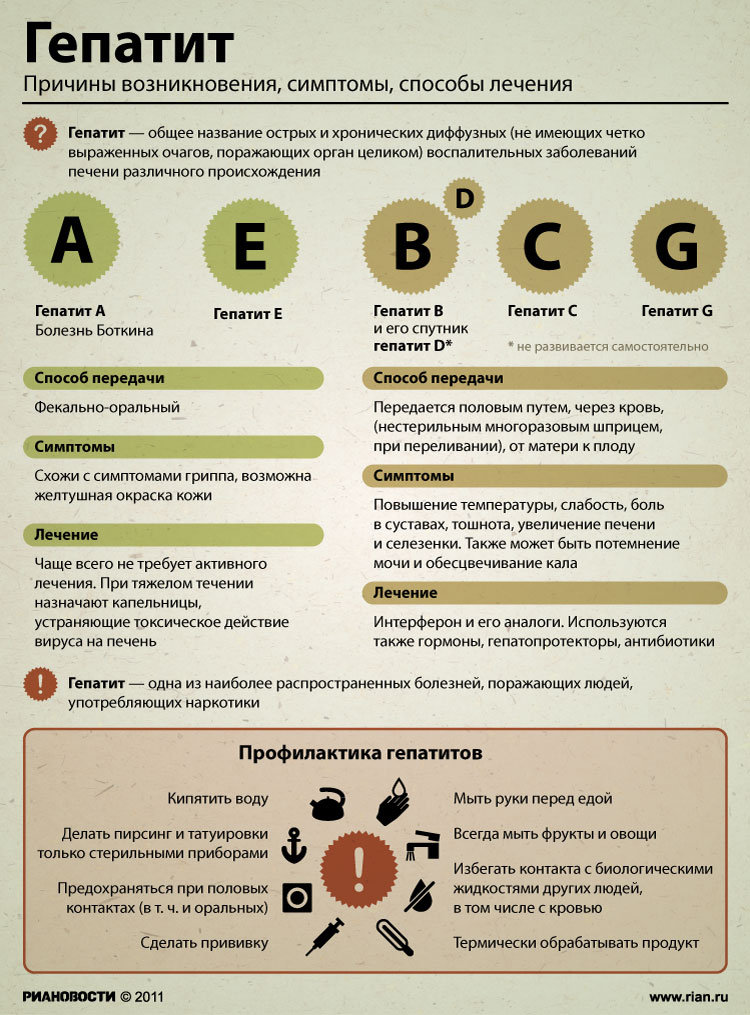 Гепатит
Причины возникновения, симптомы, способы лечения
?
Гепатит — общее название острых и хронических диффузных (не имеющих четко
выраженных очагов, поражающих орган целиком) воспалительных заболеваний
печени различного происхождения
A
E
B
D
C
G
Гепатит А
Болезнь Боткина
Гепатит Е
Гепатит В
и его спутник
гепатит D*
Гепатит С
Гепатит G
* не развивается самостоятельно
Способ передачи
Фекально-оральный
Симптомы
Схожи с симптомами гриппа, возможна
желтушная окраска кожи
Лечение
Чаще всего не требует активного
лечения. При тяжелом течении
назначают капельницы,
устраняющие токсическое действие
вируса на печень
Способ передачи
Передается половым путем, через кровь,
(нестерильным многоразовым шприцем,
при переливании), от матери к плоду
Симптомы
Повышение температуры, слабость, боль
в суставах, тошнота, увеличение печени
и селезенки. Также может быть потемнение
мочи и обесцвечивание кала
Лечение
Интерферон и его аналоги. Используются
также гормоны, гепатопротекторы, антибиотики
!
Гепатит — одна из наиболее распространенных болезней, поражающих людей,
употребляющих наркотики
Профилактика гепатитов
Кипятить воду
Делать пирсинг и татуировки
только стерильными приборами
Предохраняться при половых
контактах (в т. ч. и оральных)
Сделать прививку
!
Мыть руки перед едой
Всегда мыть фрукты и овощи
Избегать контакта с биологическими
жидкостями других людей,
в том числе с кровью
Термически обрабатывать продукт
РИАНОВОСТИ © 2011
www.rian.ru